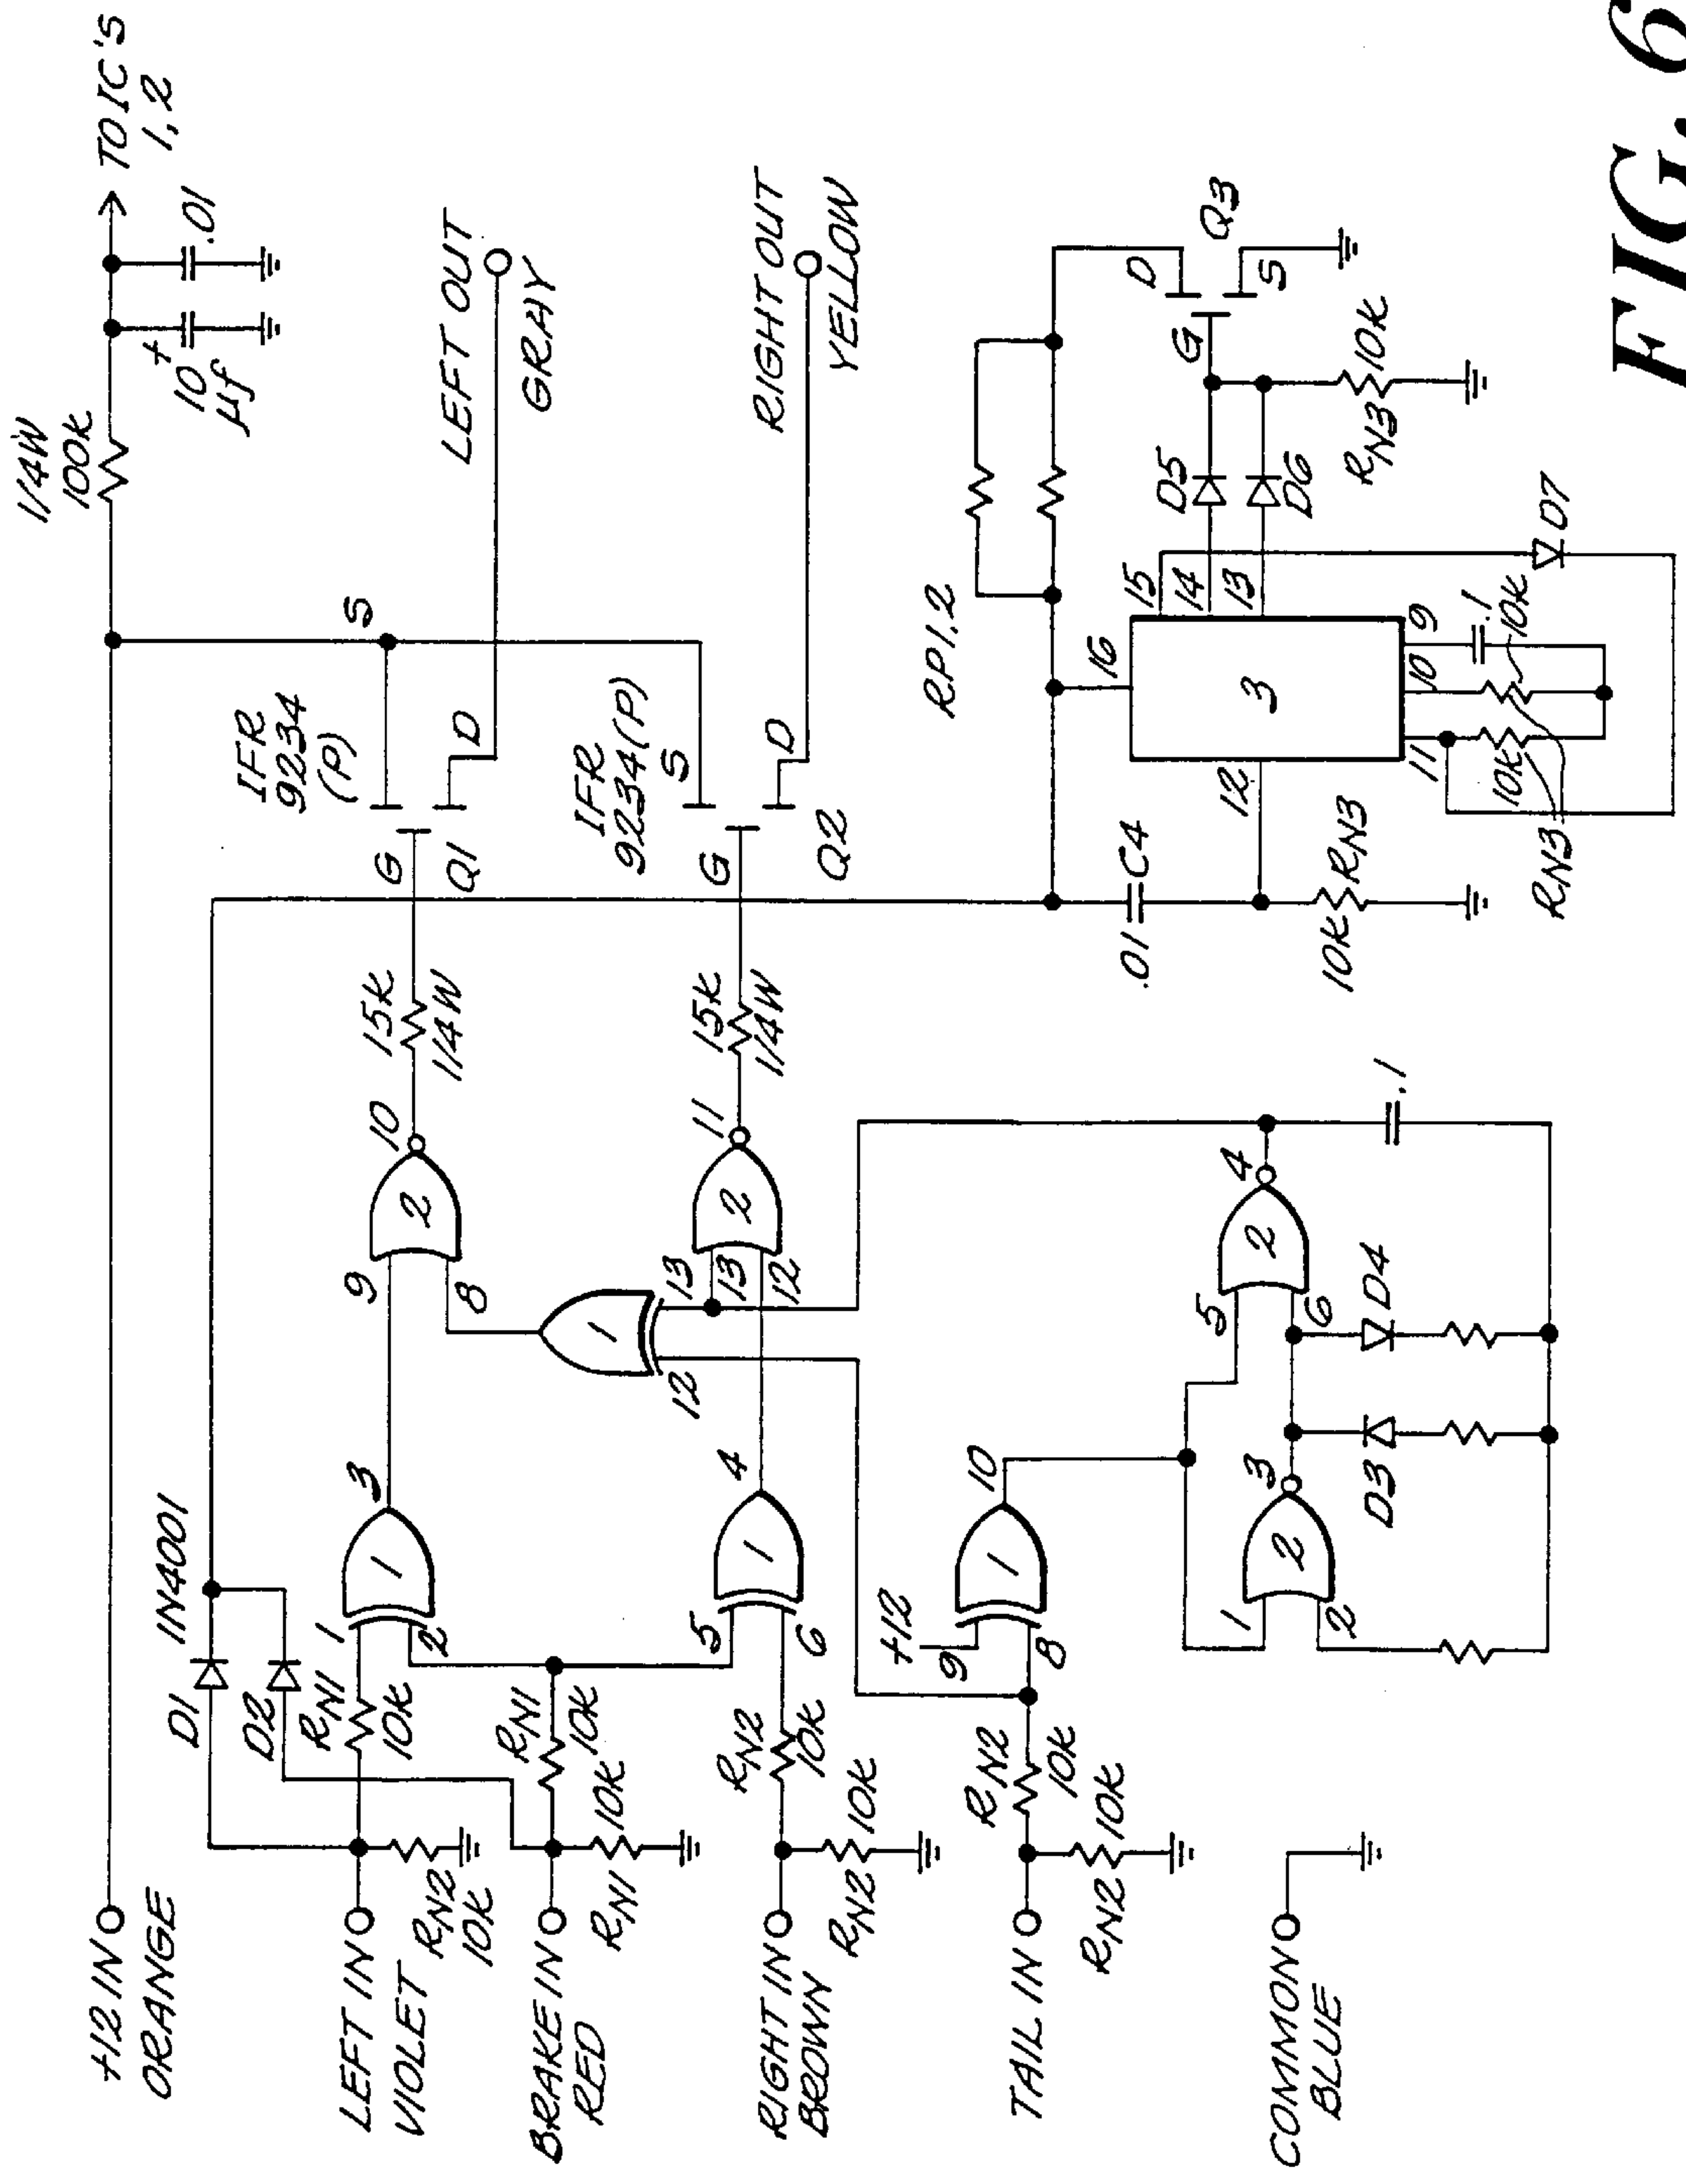 +12 IN
ORANGE
1/4W
100K
TO IC'S
1, 2
10
+
µf
.01
LEFT IN
VIOLET
RN2
10K
D1
IN4001
D2
RN1
10K
1
2
1
3
9
8
2
10
15K
1/4W
G
Q1
IFR
9234
(P)
S
D
LEFT OUT
GRAY
BRAKE IN
RED
RN1
10K
RN1
10K
RIGHT IN
BROWN
RN2
10K
RN2
10K
5
6
1
4
1
12
13
13
12
2
11
15K
1/4W
G
Q2
IFR
9234(P)
S
D
RIGHT OUT
YELLOW
TAIL IN
RN2
10K
RN2
10K
+12
9
8
1
10
1
2
2
3
D3
D4
5
6
2
4
.1
COMMON
BLUE
.01
C4
10K
RN3
RP1,2
16
3
12
15
14
13
11
10
9
D5
D6
D7
G
D
S
Q3
RN3
10K
.1
10K
10K
RN3
FIG. 6